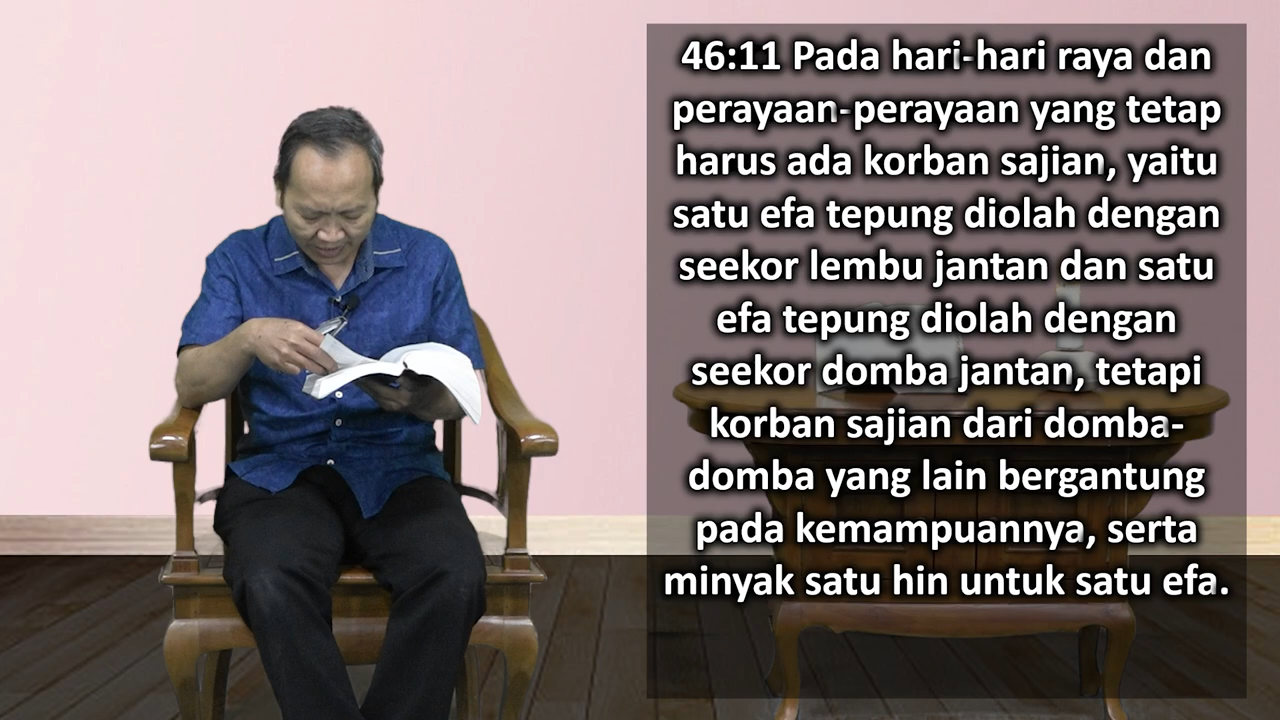 46:11 Pada hari-hari raya dan
perayaan-perayaan yang tetap
harus ada korban sajian, yaitu
satu efa tepung diolah dengan
seekor lembu jantan dan satu
efa tepung diolah dengan
seekor domba jantan, tetapi
korban sajian dari domba-
domba yang lain bergantung
pada kemampuannya, serta
minyak satu hin untuk satu efa.